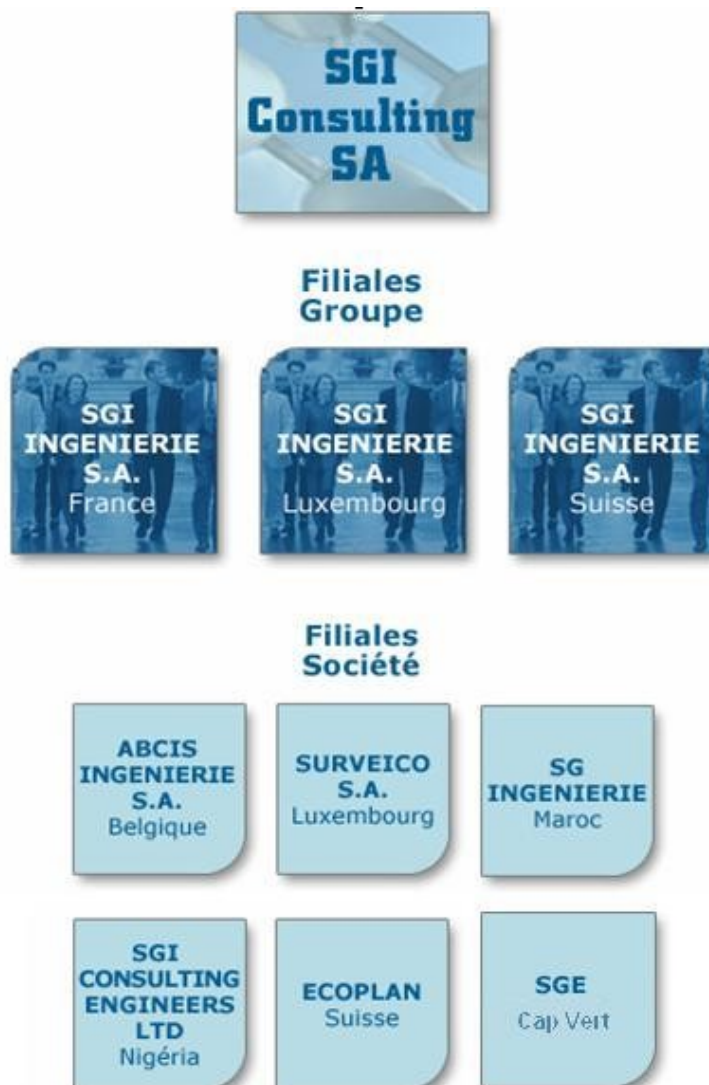 SGI
Consulting
SA
Filiales
Groupe
SGI
INGENIERIE
S.A.
France
SGI
INGENIERIE
S.A.
Luxembourg
SGI
INGENIERIE
S.A.
Suisse
Filiales
Société
ABCIS
INGENIERIE
S.A.
Belgique
SURVEICO
S.A.
Luxembourg
SG
INGENIERIE
Maroc
SGI
CONSULTING
ENGINEERS
LTD
Nigéria
ECOPLAN
Suisse
SGE
Cap Vert